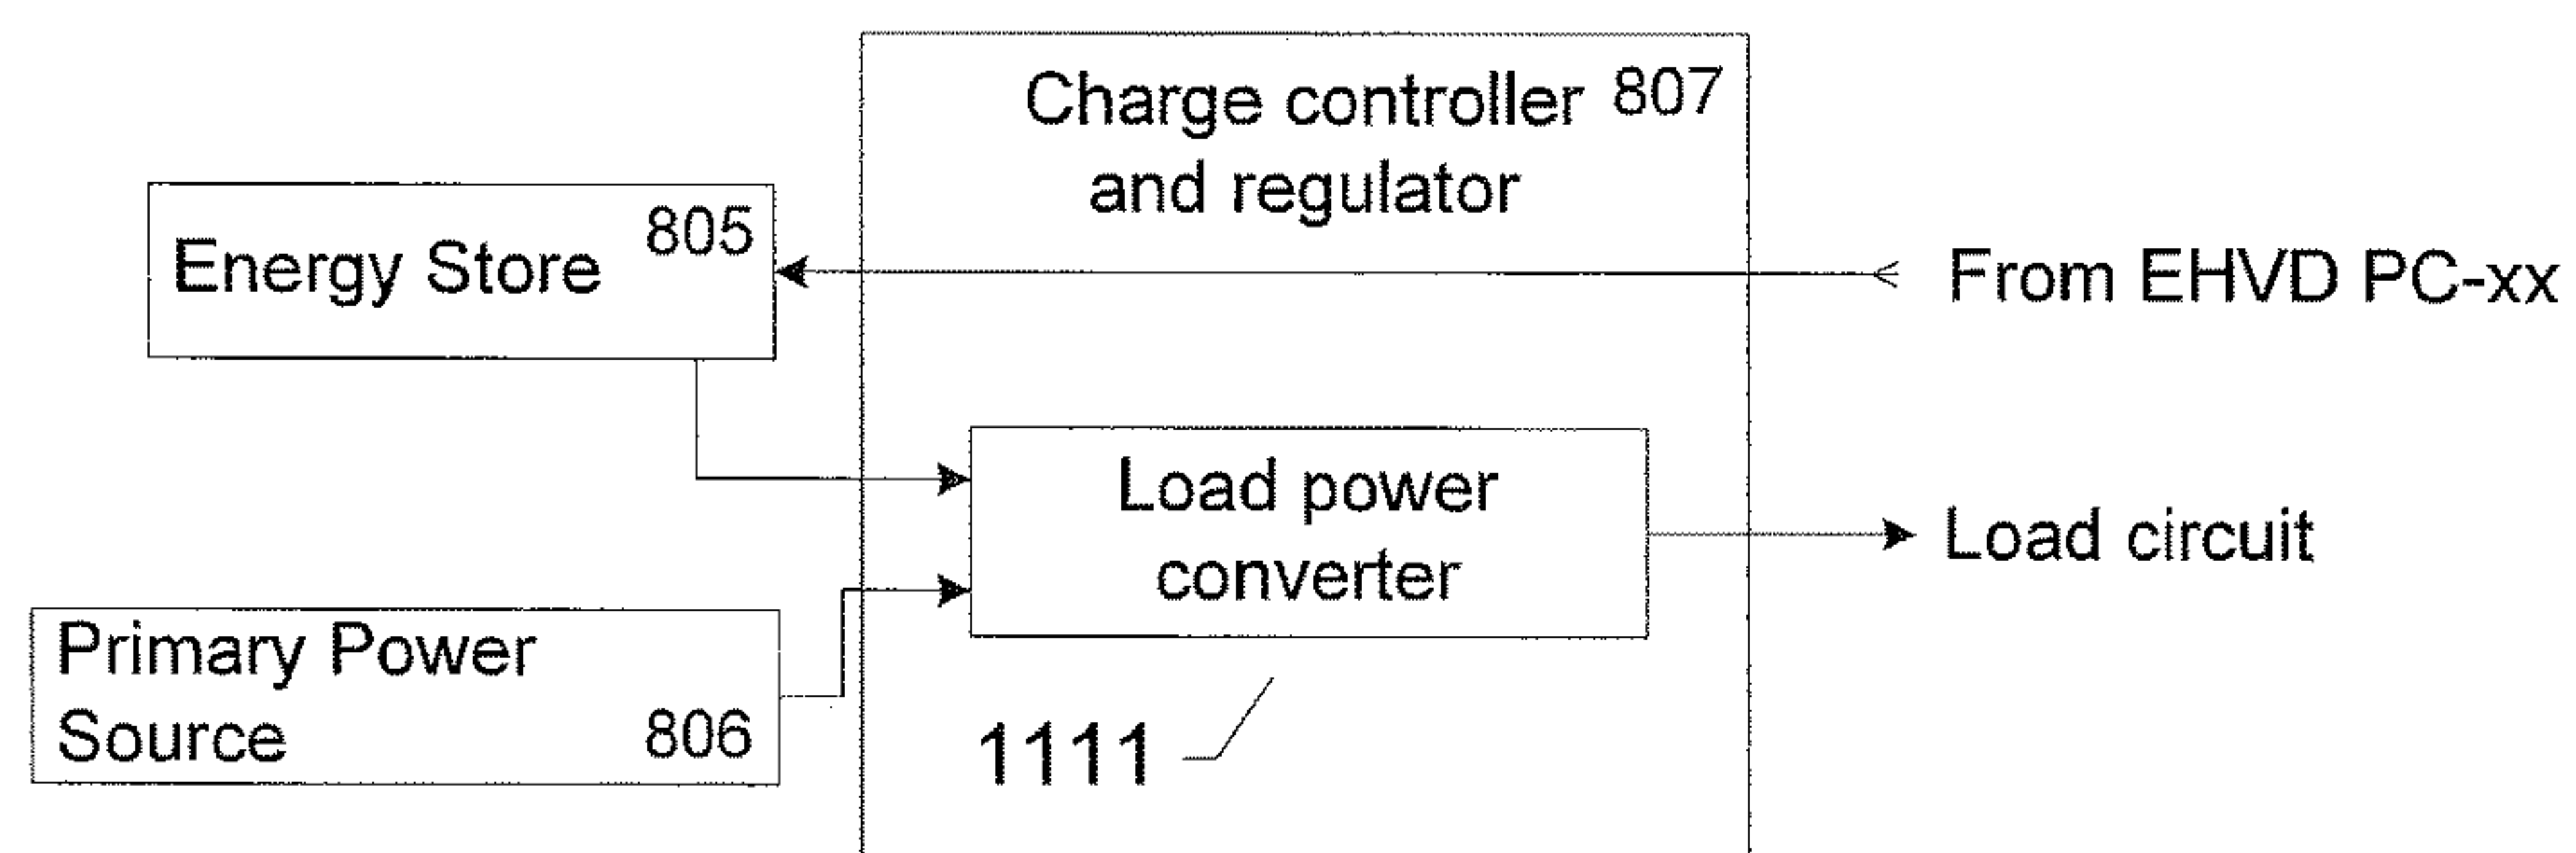 Charge controller 807
and regulator
Energy Store 805
From EHVD PC-xx
Load power
converter
Load circuit
Primary Power
Source 806
1111